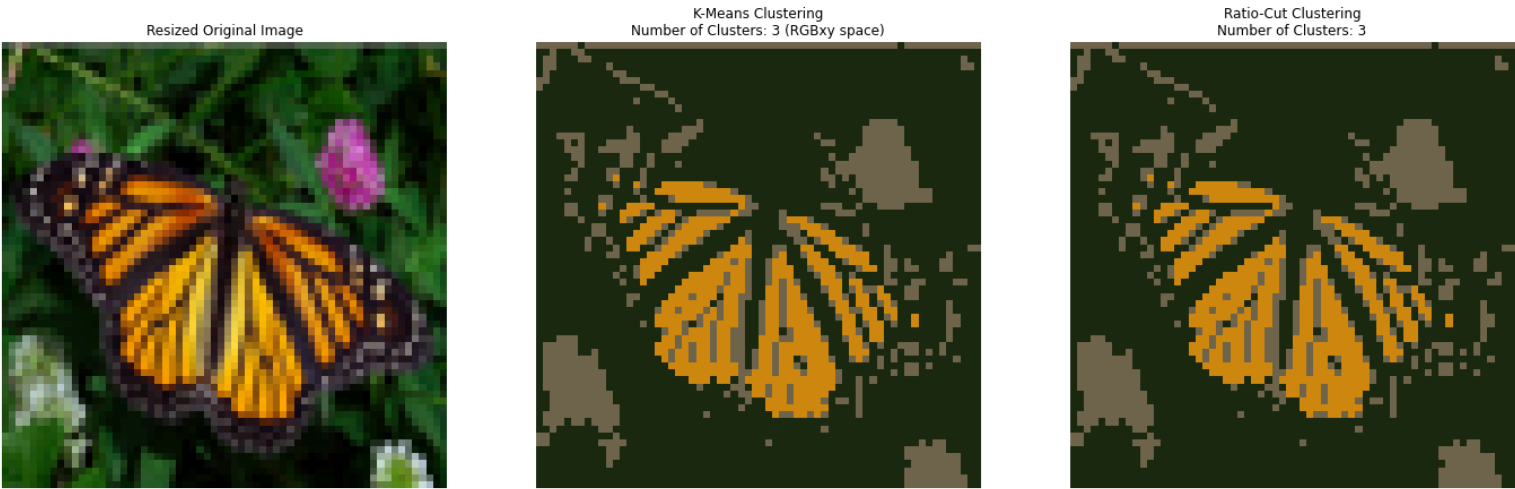 Resized Original Image
K-Means Clustering
Number of Clusters: 3 (RGBxy space)
Ratio-Cut Clustering
Number of Clusters: 3